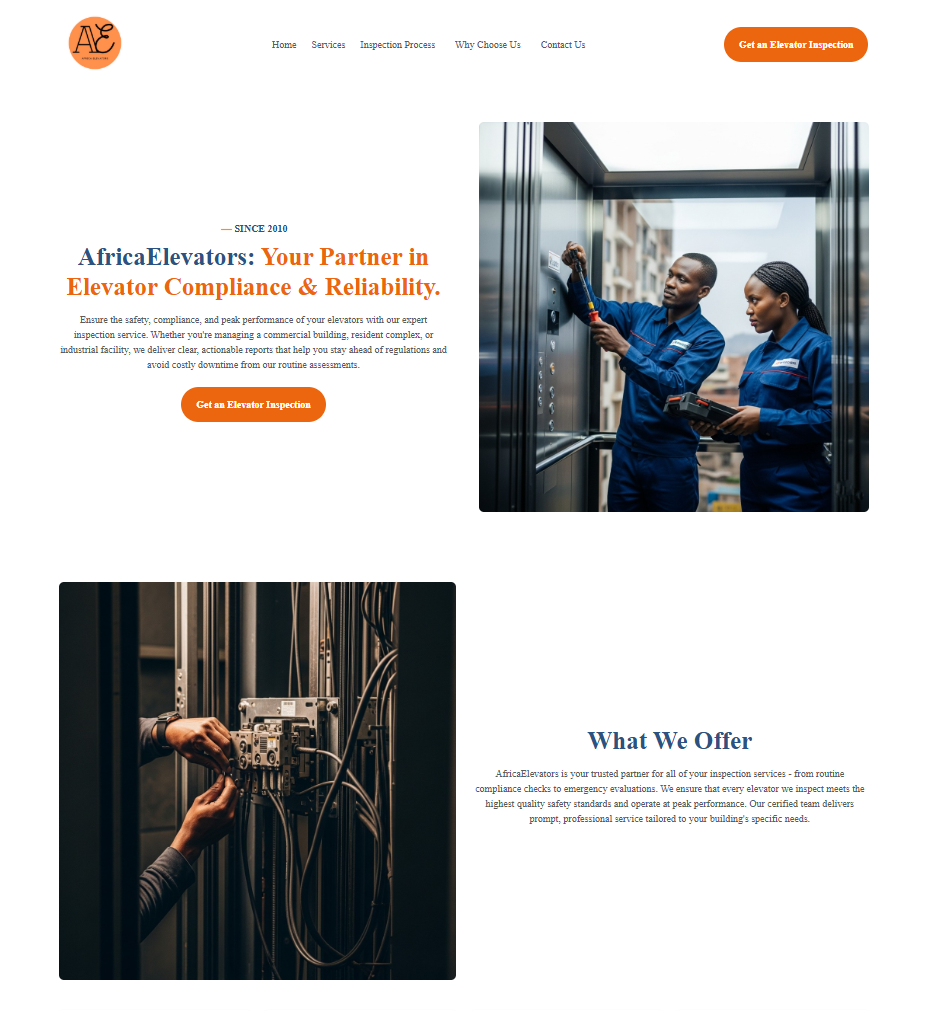 AE
Home Services Inspection Process Why Choose Us Contact Us
Get an Elevator Inspection
— SINCE 2010
AfricaElevators: Your Partner in
Elevator Compliance & Reliability.
Ensure the safety, compliance, and peak performance of your elevators with our expert
inspection service. Whether you're managing a commercial building, resident complex, or
industrial facility, we deliver clear, actionable reports that help you stay ahead of regulations and
avoid costly downtime from our routine assessments.
Get an Elevator Inspection
What We Offer
AfricaElevators is your trusted partner for all of your inspection services - from routine
compliance checks to emergency evaluations. We ensure that every elevator we inspect meets the
highest quality safety standards and operate at peak performance. Our cerified team delivers
prompt, professional service tailored to your building's specific needs.